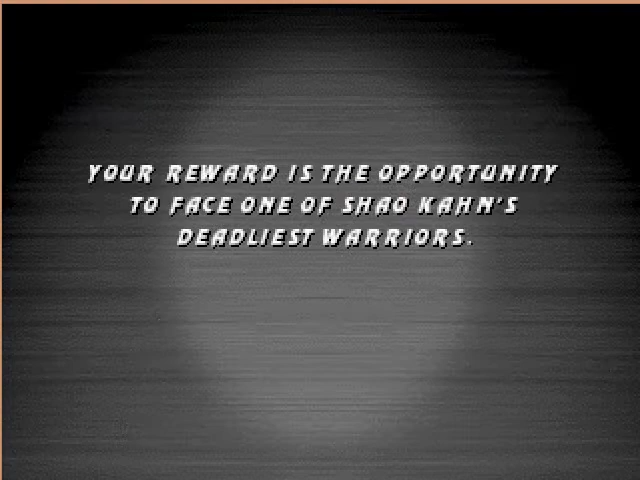 YOUR REWARD IS THE OPPORTUNITY
TO FACE ONE OF SHAO KAHN'S
DEADLIEST WARRIORS.